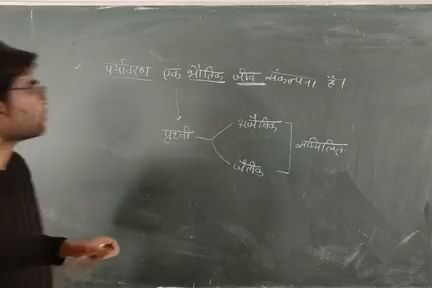 पर्यावरण एक भौतिक जीव संकल्पना है।
पृथ्वी
अजैविक
जैविक
सम्मिलित